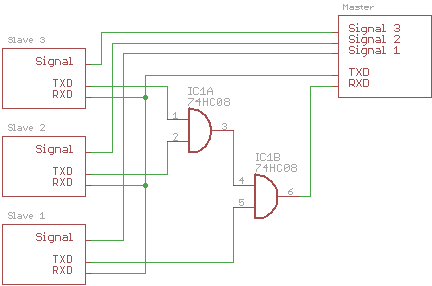 Master
Signal 3
Signal 2
Signal 1
TXD
RXD
Slave 3
Signal
TXD
RXD
IC1A
74HC08
1
2
3
Slave 2
Signal
TXD
RXD
IC1B
74HC08
4
5
6
Slave 1
Signal
TXD
RXD